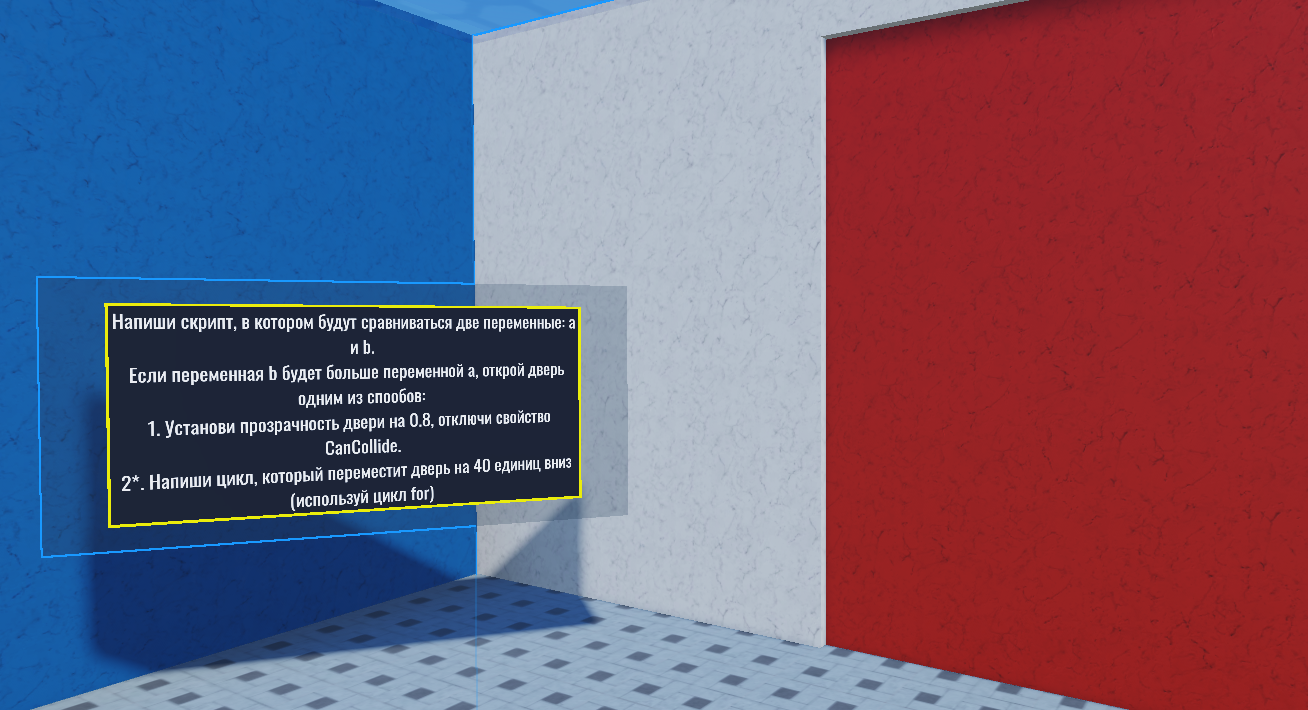 Напиши скрипт, в котором будут сравниваться две переменные: a
и b.
Если переменная b будет больше переменной a, открой дверь
одним из спообов:
1. Установи прозрачность двери на 0.8, отключи свойство
CanCollide.
2*. Напиши цикл, который переместит дверь на 40 единиц вниз
(используй цикл for)